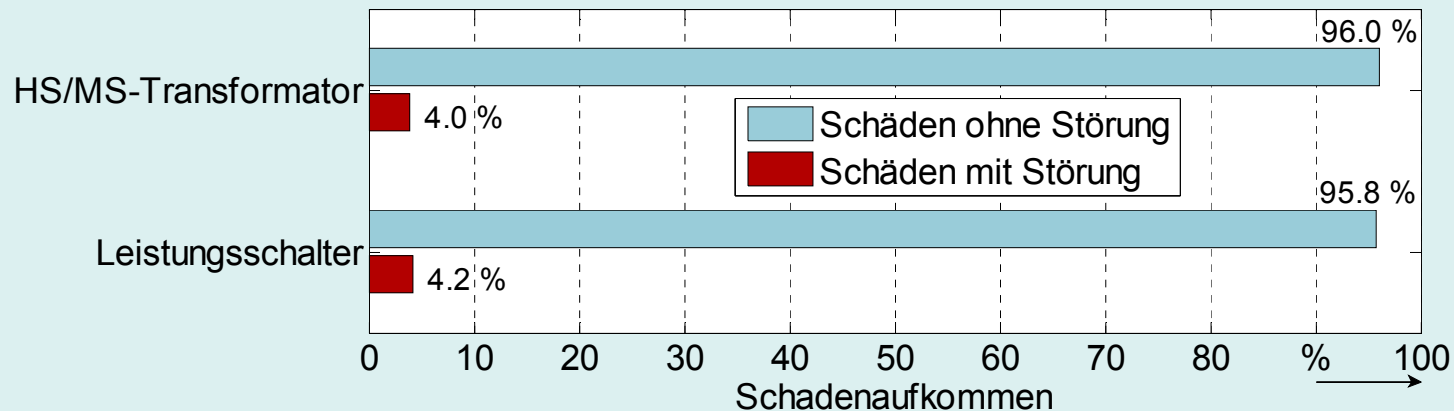 96.0 %
HS/MS-Transformator
4.0 %
Schäden ohne Störung
Schäden mit Störung
95.8 %
Leistungsschalter
4.2 %
0 10 20 30 40 50 60 70 80 % 100
Schadenaufkommen